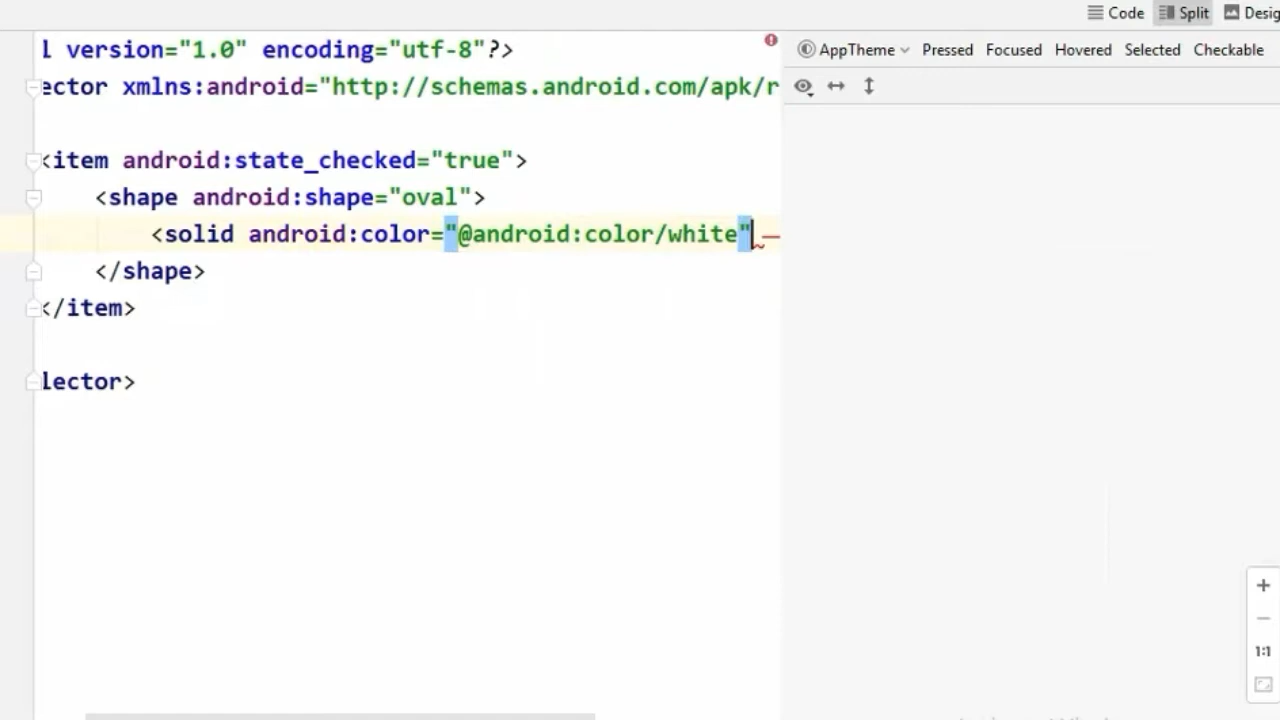 Code Split Desig
l version="1.0" encoding="utf-8"?>
AppTheme Pressed Focused Hovered Selected Checkable
ector xmlns:android="http://schemas.android.com/apk/r
<item android:state_checked="true">
<shape android:shape="oval">
<solid android:color="@android:color/white"
</shape>
</item>
lector>
1:1